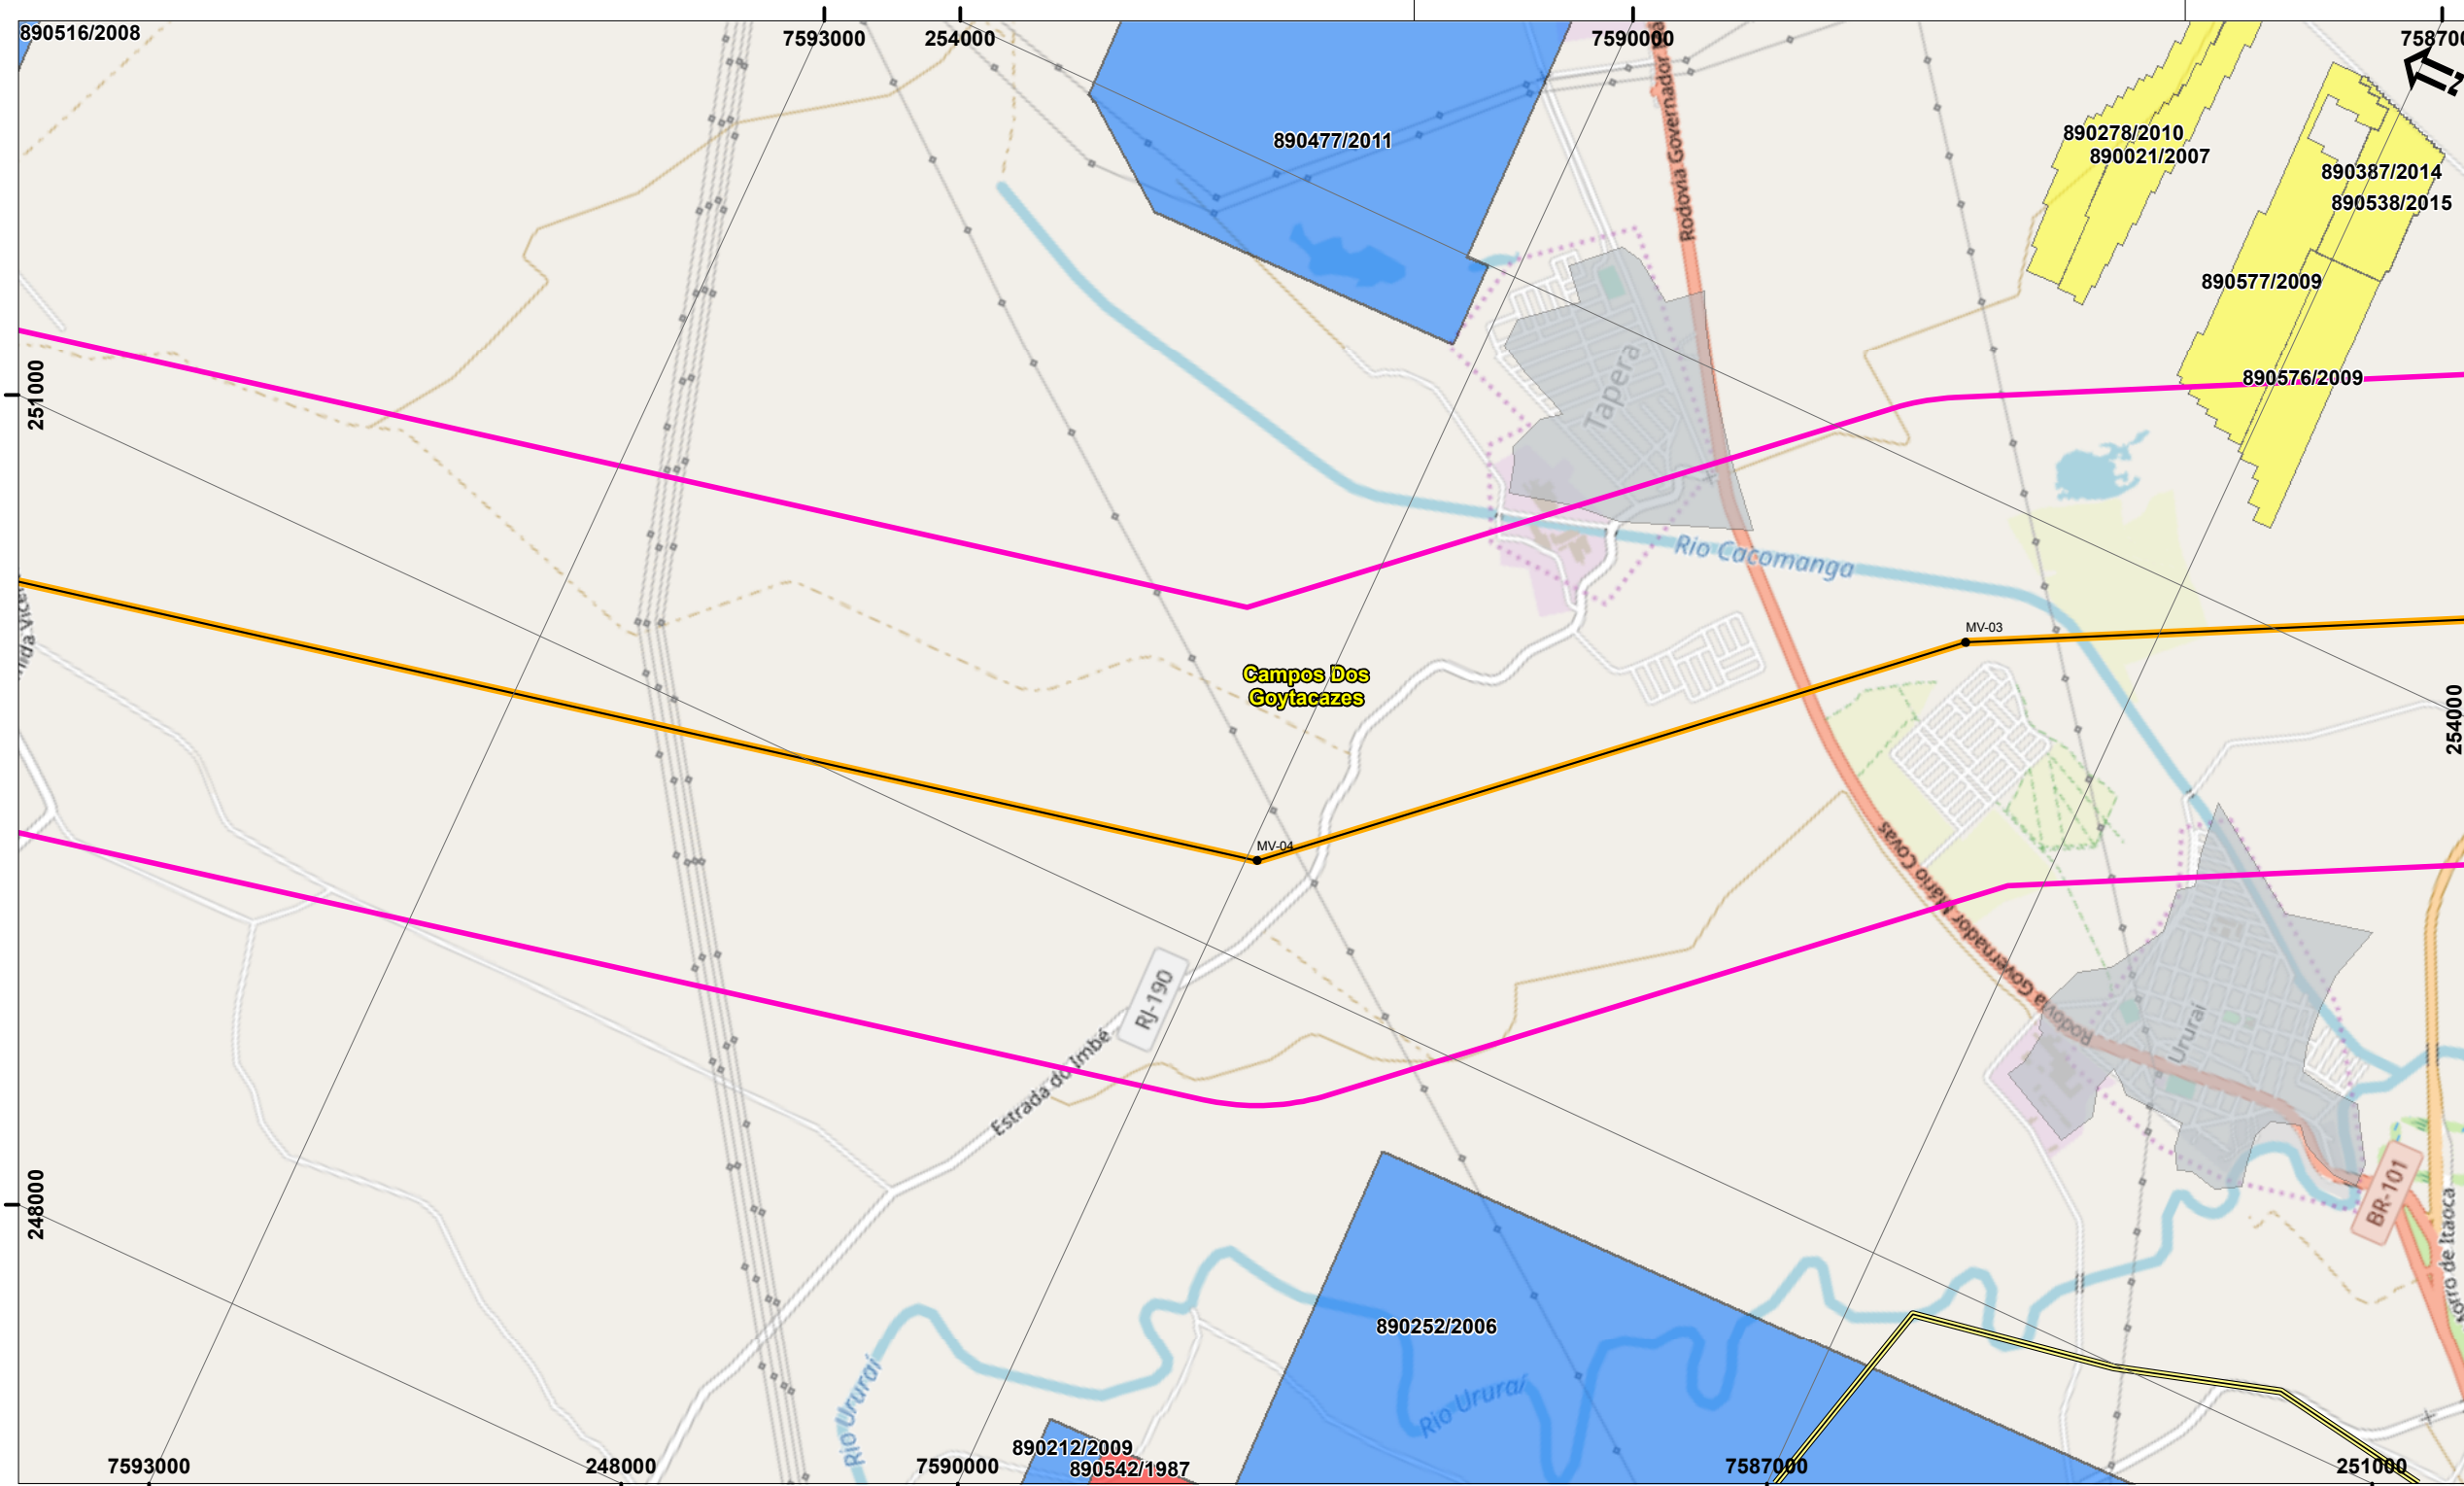 890516/2008
7593000
254000
7590000
890477/2011
Rodovia Governador
890278/2010
890021/2007
890387/2014
890538/2015
890577/2009
890576/2009
251000
Tapera
Rio Cacomanga
MV-03
Campos Dos
Goytacazes
254000
MV-04
Rodovia Governador Mário Covas
RJ-190
Estrada do Imbé
Ururaí
BR-101
248000
890252/2006
Rio Ururaí
Rio Ururaí
de Itaoca
890212/2009
890542/1987
7593000
248000
7590000
7587000
251000